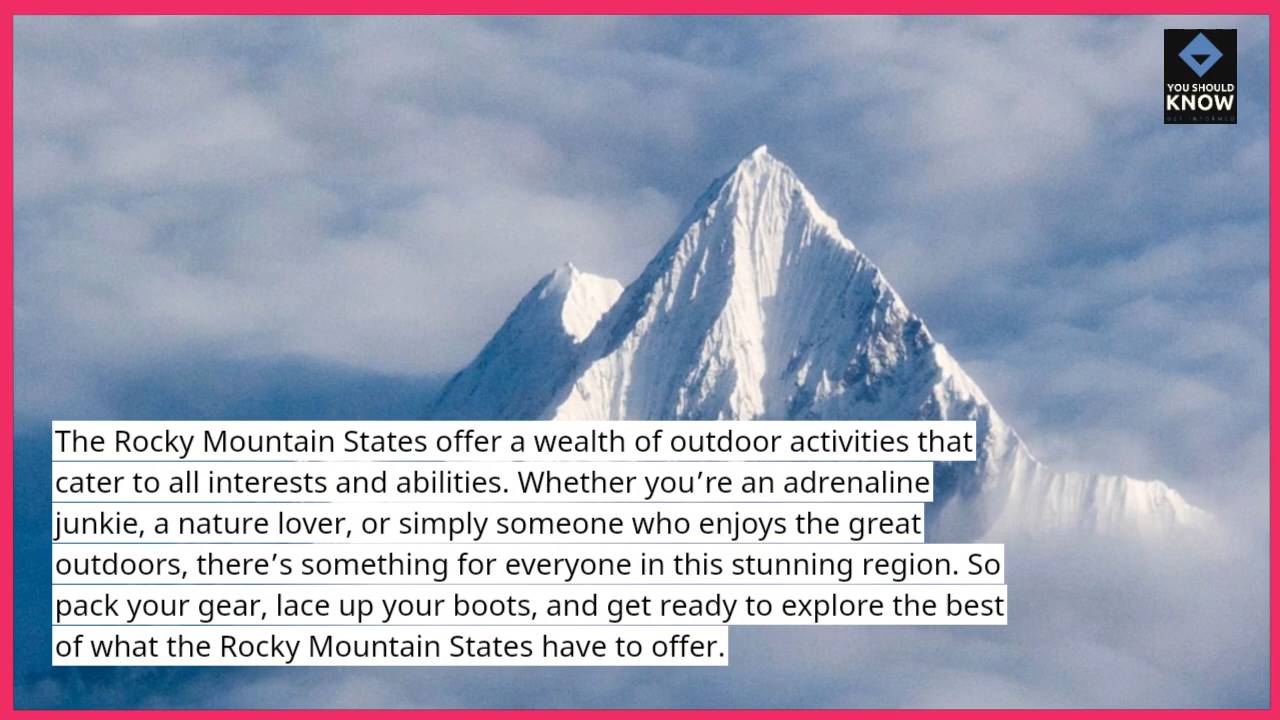 YOU SHOULD
KNOW
GET INFORMED
The Rocky Mountain States offer a wealth of outdoor activities that
cater to all interests and abilities. Whether you’re an adrenaline
junkie, a nature lover, or simply someone who enjoys the great
outdoors, there’s something for everyone in this stunning region. So
pack your gear, lace up your boots, and get ready to explore the best
of what the Rocky Mountain States have to offer.